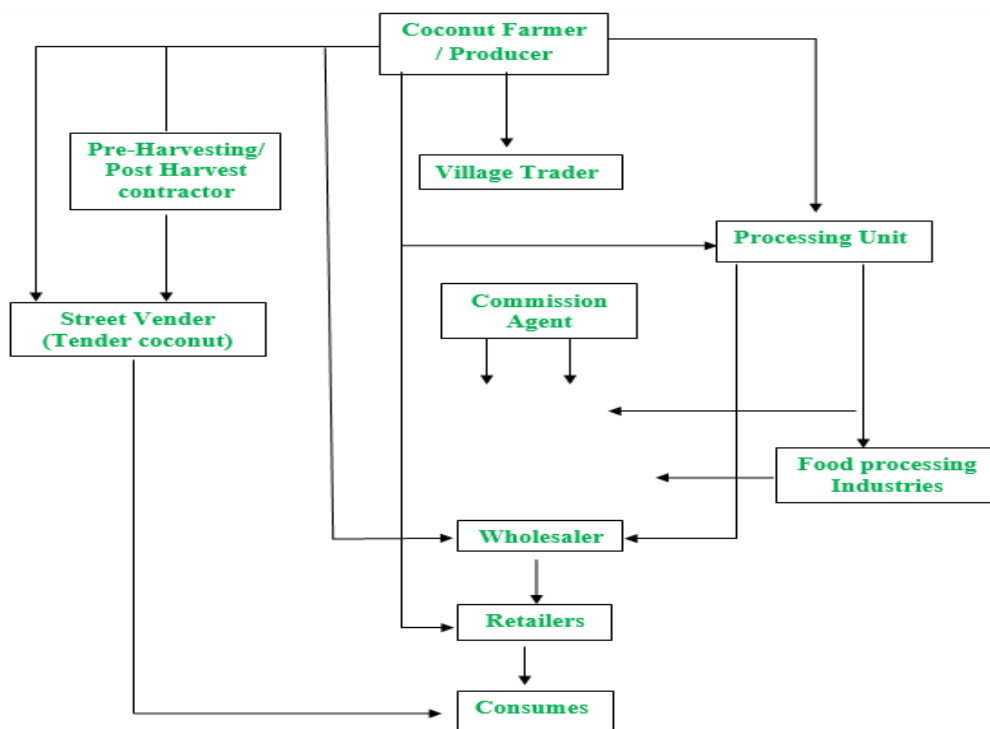 Coconut Farmer
/ Producer
Pre-Harvesting/
Post Harvest
contractor
Village Trader
Processing Unit
Commission
Agent
Street Vender
(Tender coconut)
Food processing
Industries
Wholesaler
Retailers
Consumes